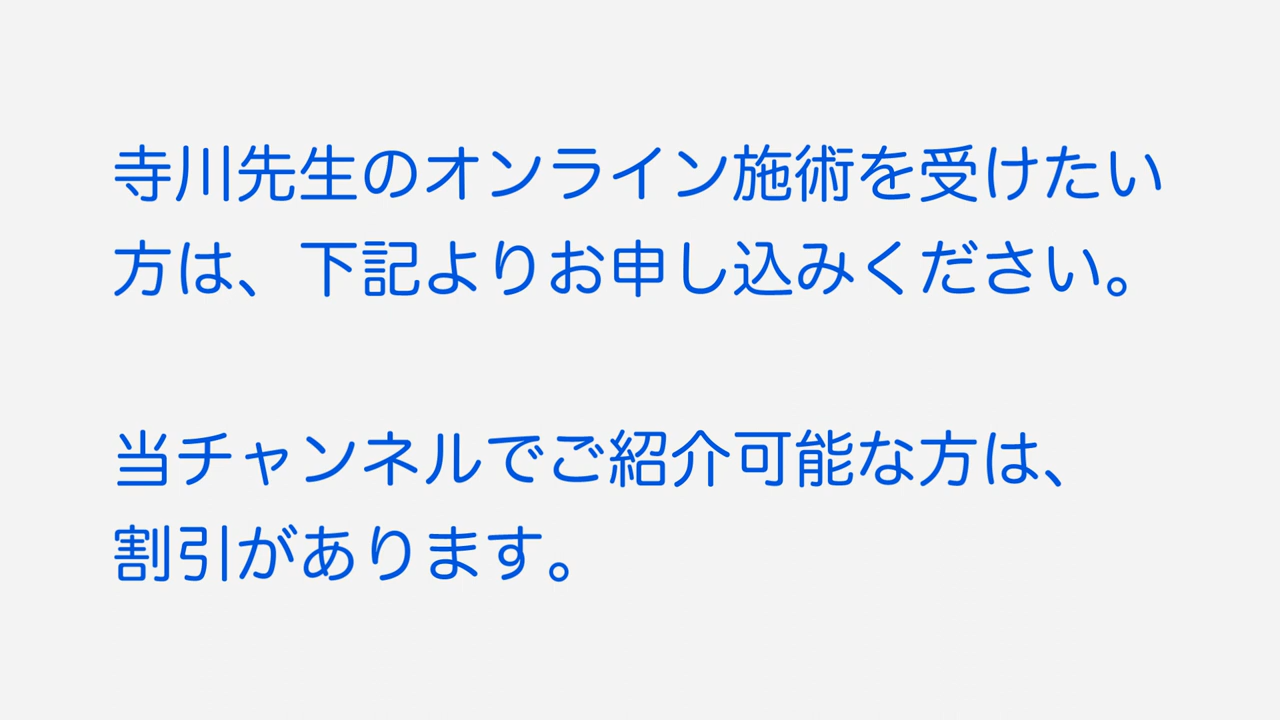 寺川先生のオンライン施術を受けたい
方は、下記よりお申し込みください。
当チャンネルでご紹介可能な方は、
割引があります。